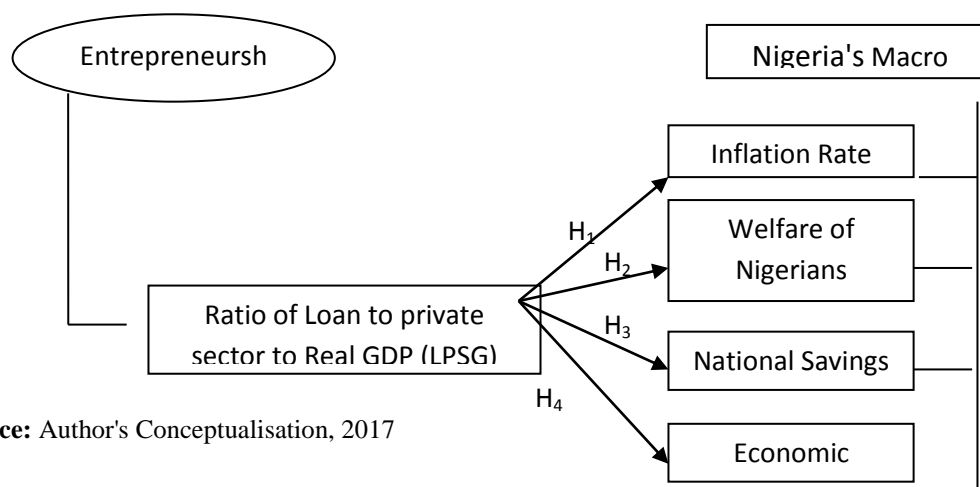 Entrepreneursh
Nigeria's Macro
Inflation Rate
H1
Welfare of
Nigerians
H2
Ratio of Loan to private
sector to Real GDP (LPSG)
H3
National Savings
H4
Economic
ce: Author's Conceptualisation, 2017